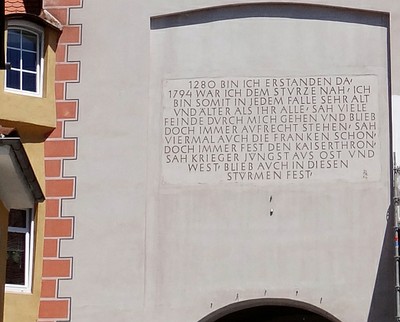 1280 BIN ICH ERSTANDEN DA'
1794 WAR ICH DEM STVRZE NAH' ICH
BIN SOMIT IN JEDEM FALLE SEHR ALT
VND ÄLTER ALS IHR ALLE' SAH VIELE
FEINDE DVRCH MICH GEHEN VND BLIEB
DOCH IMMER AVFRECHT STEHEN' SAH
VIERMAL AVCH DIE FRANKEN SCHON'
DOCH IMMER FEST DEN KAISERTHRON'
SAH KRIEGER JVNGST AVS OST VND
WEST' BLIEB AVCH IN DIESEN
STVRMEN FEST'